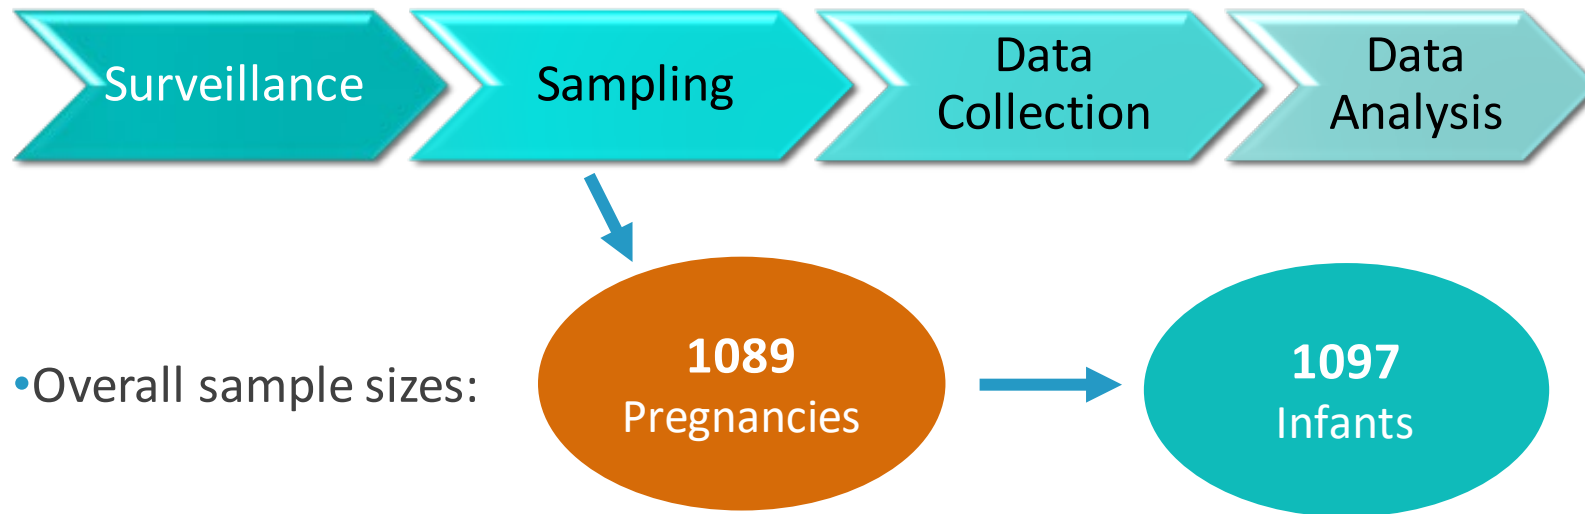 Surveillance
Sampling
Data
Collection
Data
Analysis
•Overall sample sizes:
1089
Pregnancies
1097
Infants